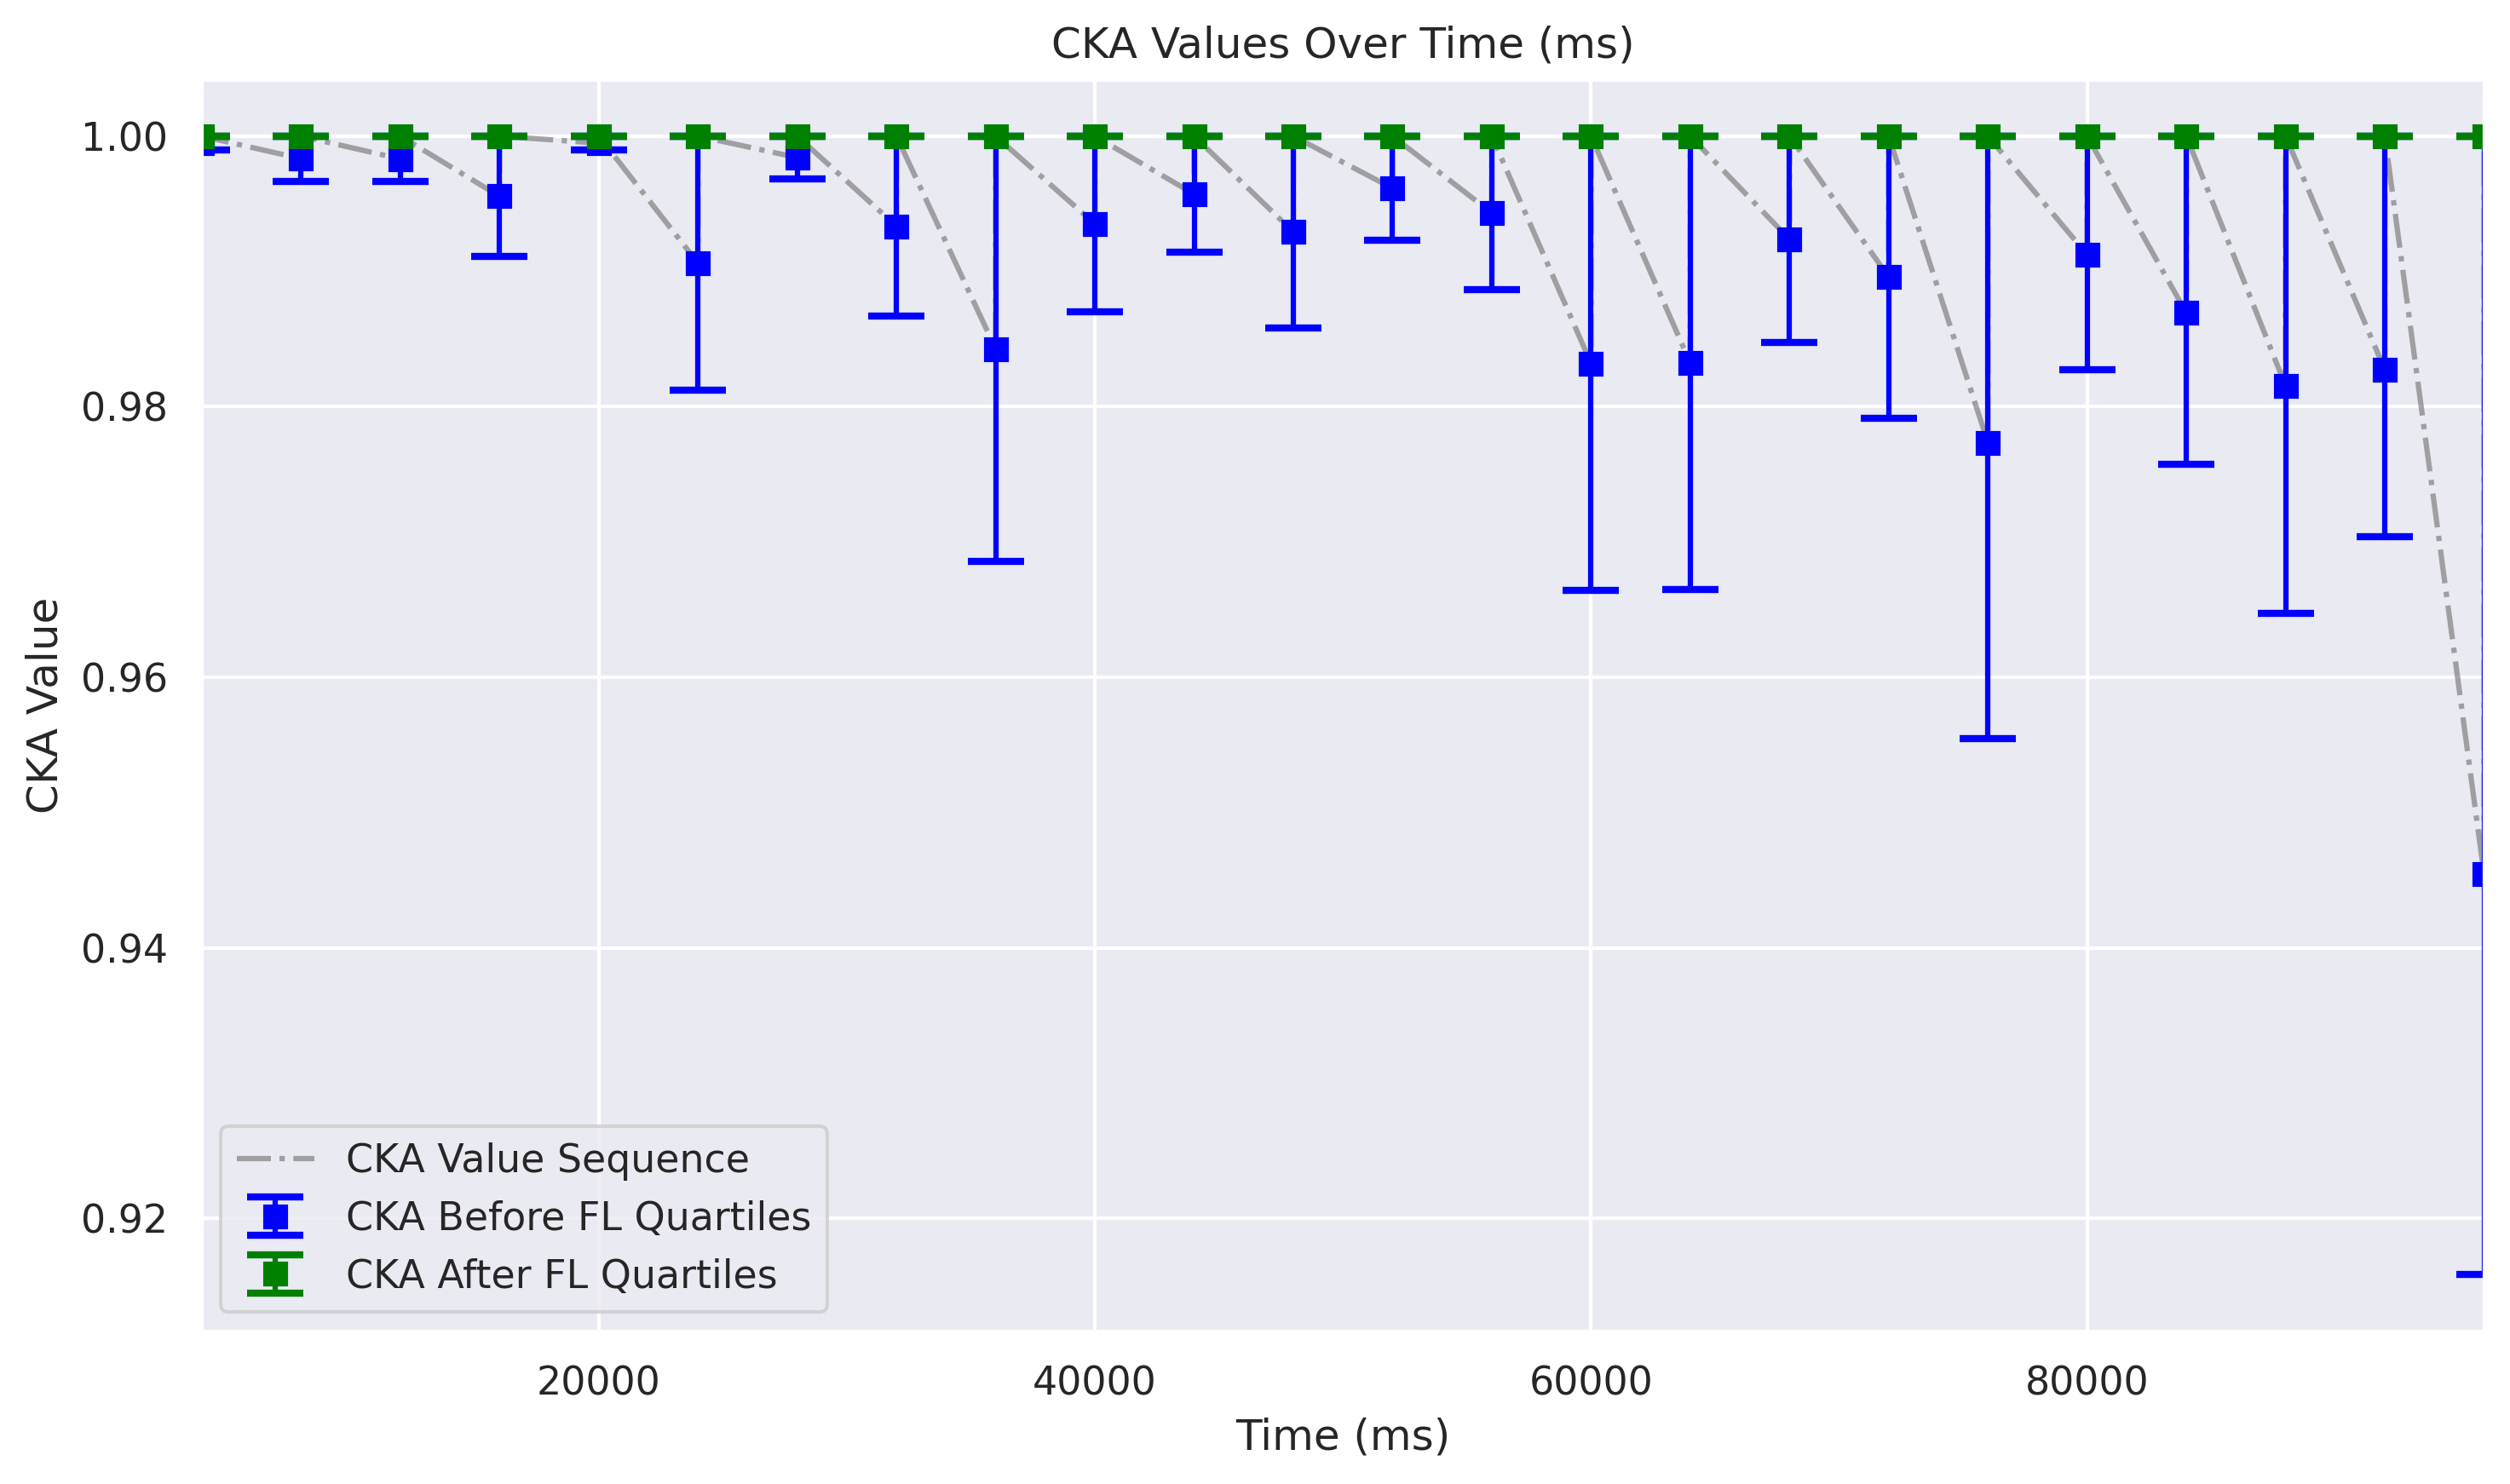 CKA Values Over Time (ms)
1.00
0.98
0.96
0.94
0.92
CKA Value
CKA Value Sequence
CKA Before FL Quartiles
CKA After FL Quartiles
20000
40000
60000
80000
Time (ms)